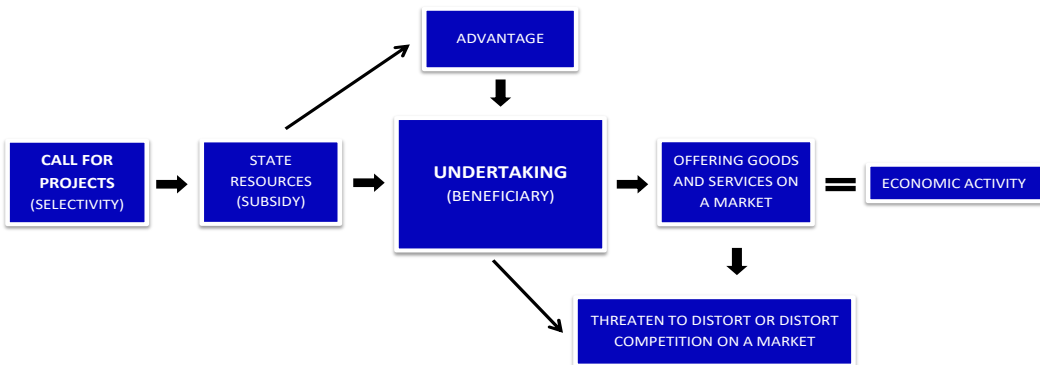 ADVANTAGE
CALL FOR
PROJECTS
(SELECTIVITY)
STATE
RESOURCES
(SUBSIDY)
UNDERTAKING
(BENEFICIARY)
OFFERING GOODS
AND SERVICES ON
A MARKET
ECONOMIC ACTIVITY
THREATEN TO DISTORT OR DISTORT
COMPETITION ON A MARKET